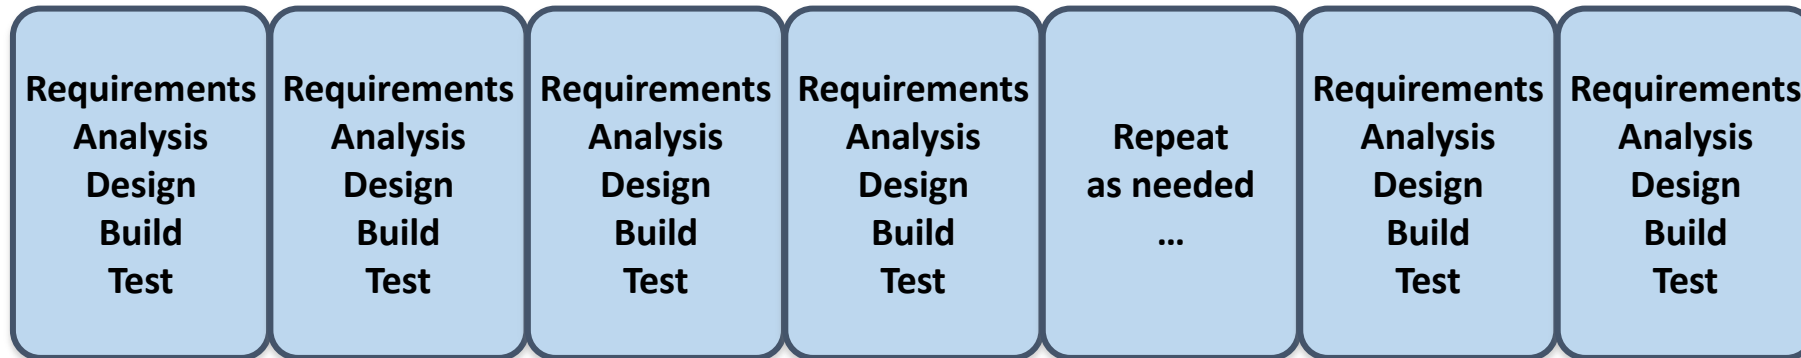 Requirements
Analysis
Design
Build
Test
Requirements
Analysis
Design
Build
Test
Requirements
Analysis
Design
Build
Test
Requirements
Analysis
Design
Build
Test
Repeat
as needed
...
Requirements
Analysis
Design
Build
Test
Requirements
Analysis
Design
Build
Test